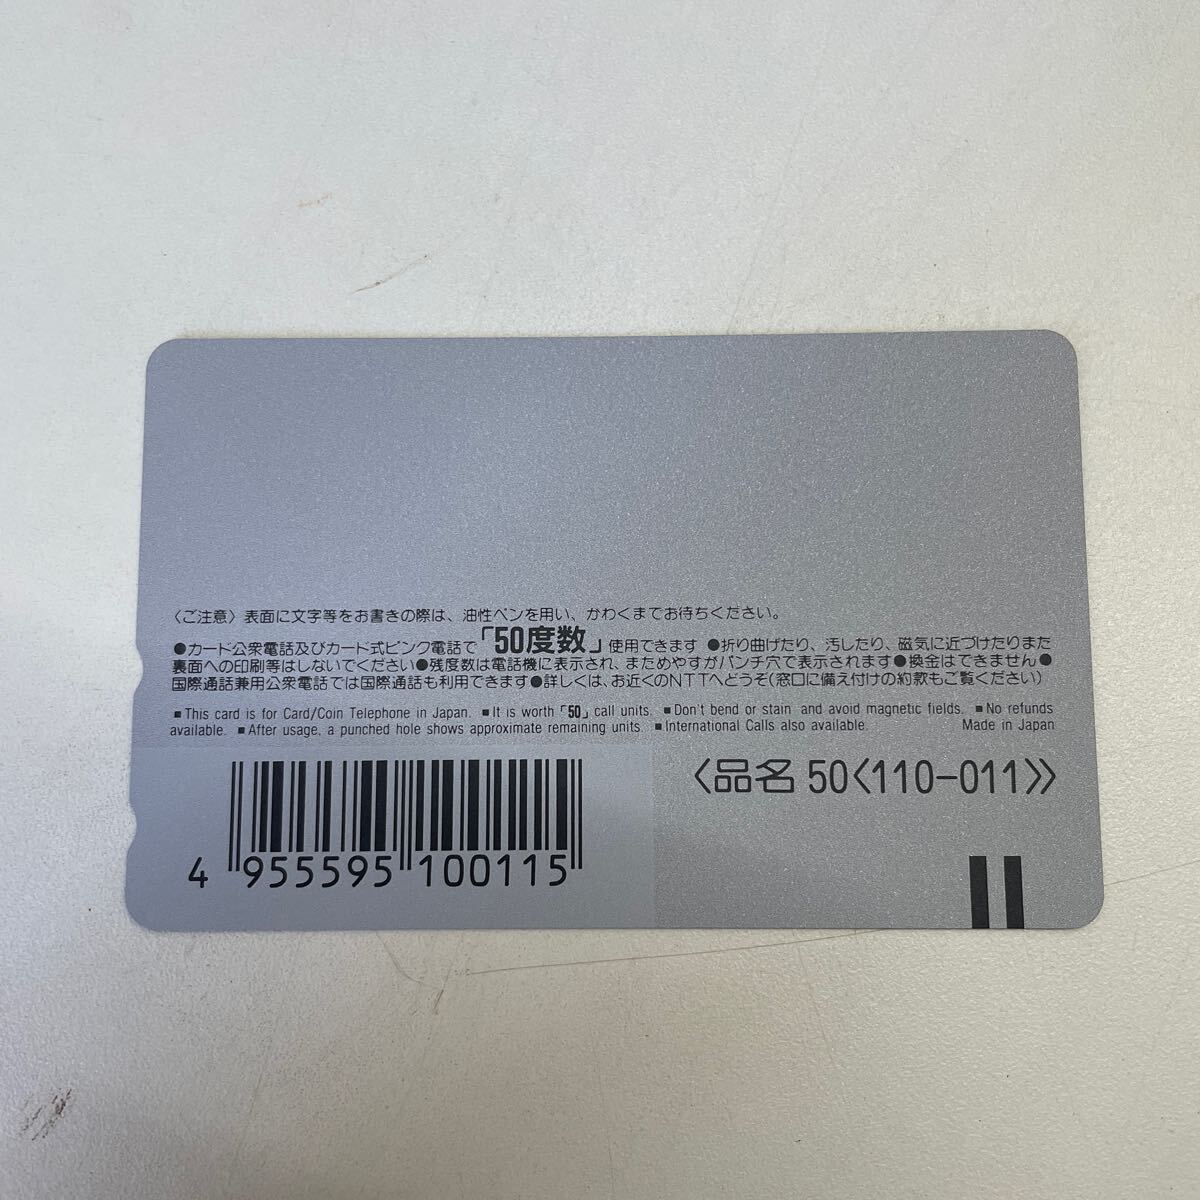 〈ご注意〉表面に文字等をお書きの際は、油性ペンを用い、かわくまでお待ちください。
●カード公衆電話及びカード式ピンク電話で「50度数」使用できます ●折り曲げたり、汚したり、磁気に近づけたりまた
裏面への印刷等はしないでください●残度数は電話機に表示され、まためやすがパンチ穴で表示されます●換金はできません●
国際通話兼用公衆電話では国際通話も利用できます●詳しくは、お近くのNTTへどうぞ(窓口に備え付けの約款もご覧ください)
■This card is for Card/Coin Telephone in Japan. ■It is worth「50」call units. ■Don't bend or stain and avoid magnetic fields. ■No refunds
available. ■After usage, a punched hole shows approximate remaining units. ■International Calls also available. Made in Japan
〈品名 50〈110-011〉〉
4 955595 100115